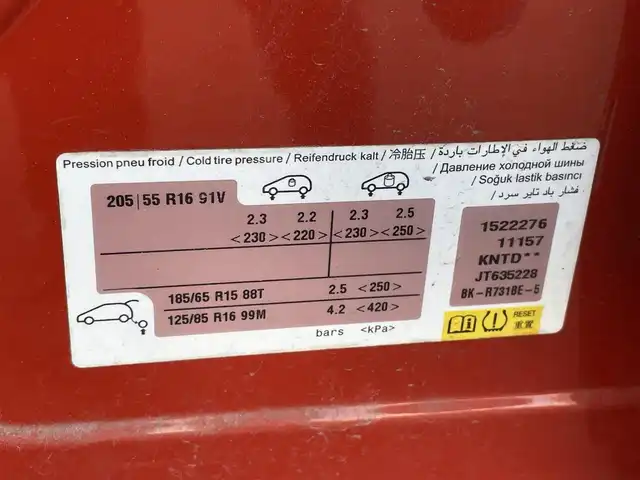 Pression pneu froid / Cold tire pressure / Reifendruck kalt / 冷胎压 / ضغط الهواء في الإطارات باردة
/ Давление холодной шины
/ Soğuk lastik basıncı
/ فشار باد تایر سرد
205|55 R16 91V
2.3 2.2 2.3 2.5
<230> <220> <230> <250>
185/65 R15 88T 2.5 <250>
125/85 R16 99M 4.2 <420>
bars <kPa>
1522276
11157
KNTD**
JT635228
BK-R731BE-5
RESET
重置